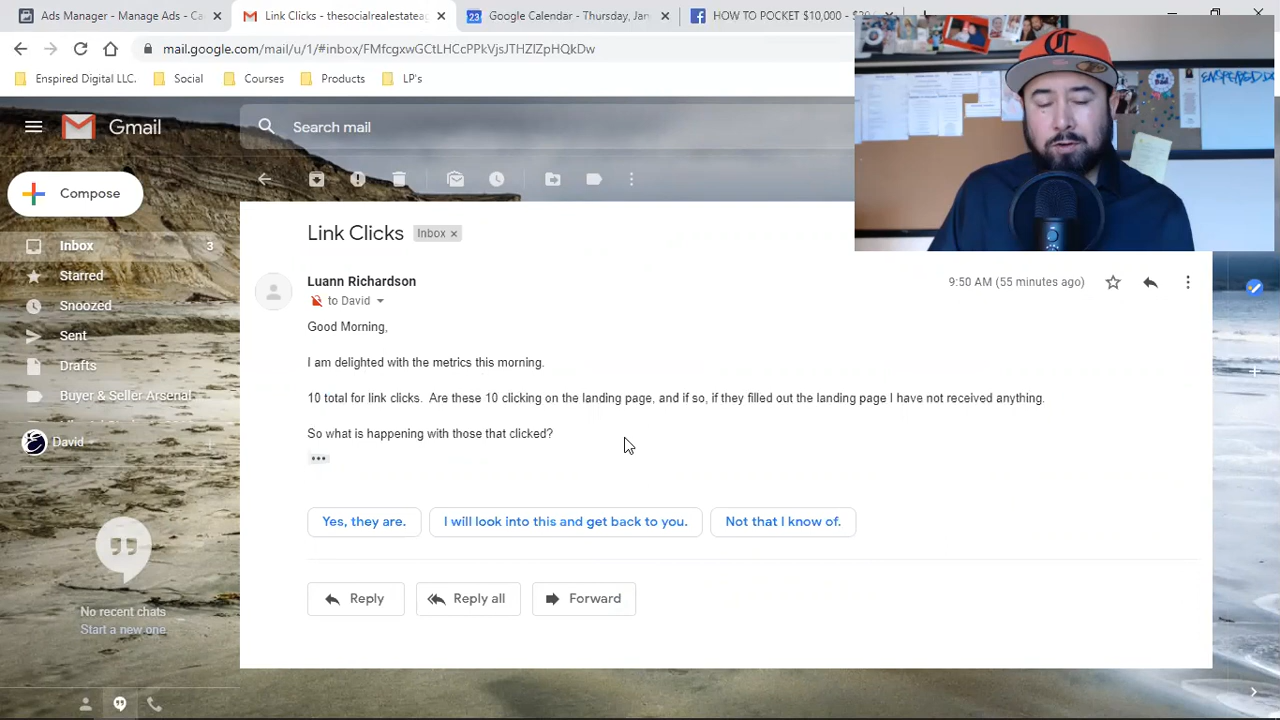 Ads Manager - Manage Ads - Ca
Link Clicks - thesocialrealestatea
Google Calendar - Thursday, Jan
HOW TO POCKET $10,000 -
mail.google.com/mail/u/1/#inbox/FMfcgxwGCtLHCcPPkVjsJTHZlZpHQkDw
Enspired Digital LLC.
Social
Courses
Products
LP's
Gmail
Search mail
Compose
Inbox 3
Starred
Snoozed
Sent
Drafts
Buyer & Seller Arsenal
David
No recent chats
Start a new one
Link Clicks
Inbox x
Luann Richardson
9:50 AM (55 minutes ago)
to David
Good Morning,
I am delighted with the metrics this morning.
10 total for link clicks. Are these 10 clicking on the landing page, and if so, if they filled out the landing page I have not received anything.
So what is happening with those that clicked?
Yes, they are.
I will look into this and get back to you.
Not that I know of.
Reply
Reply all
Forward